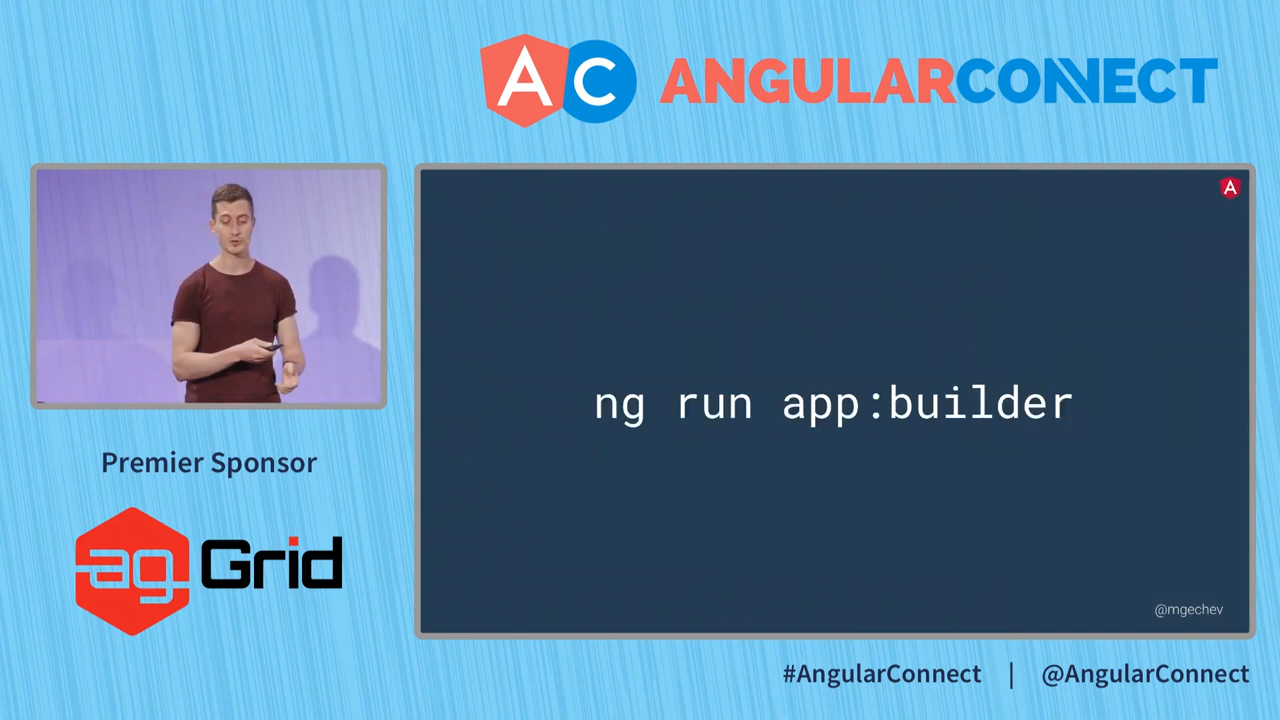 AC ANGULARCONNECT
A
ng run app:builder
@mgechev
Premier Sponsor
ag Grid
#AngularConnect | @AngularConnect